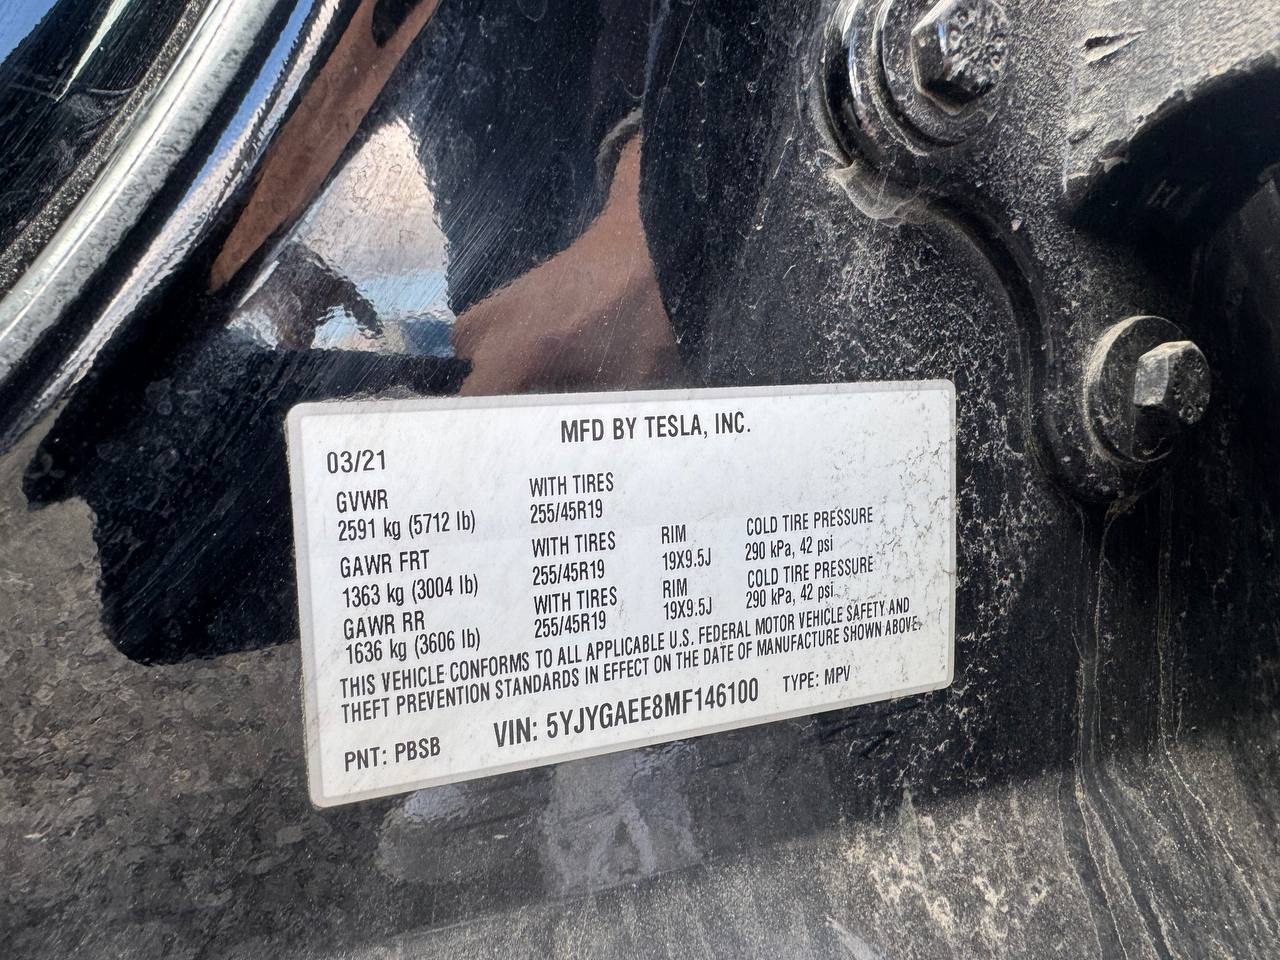 MFD BY TESLA, INC.
03/21
GVWR WITH TIRES
2591 kg (5712 lb) 255/45R19
GAWR FRT WITH TIRES RIM COLD TIRE PRESSURE
1363 kg (3004 lb) 255/45R19 19X9.5J 290 kPa, 42 psi
GAWR RR WITH TIRES RIM COLD TIRE PRESSURE
1636 kg (3606 lb) 255/45R19 19X9.5J 290 kPa, 42 psi
THIS VEHICLE CONFORMS TO ALL APPLICABLE U.S. FEDERAL MOTOR VEHICLE SAFETY AND
THEFT PREVENTION STANDARDS IN EFFECT ON THE DATE OF MANUFACTURE SHOWN ABOVE.
PNT: PBSB VIN: 5YJYGAEE8MF146100 TYPE: MPV